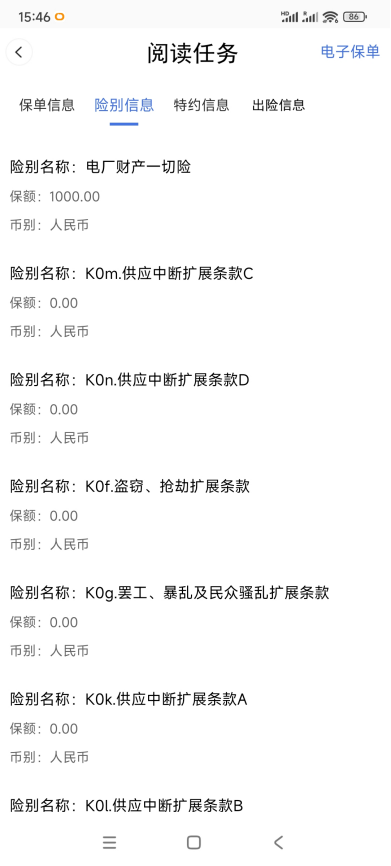 15:46
HD
86
阅读任务
电子保单
保单信息 险别信息 特约信息 出险信息
险别名称：电厂财产一切险
保额：1000.00
币别：人民币
险别名称：K0m.供应中断扩展条款C
保额：0.00
币别：人民币
险别名称：K0n.供应中断扩展条款D
保额：0.00
币别：人民币
险别名称：K0f.盗窃、抢劫扩展条款
保额：0.00
币别：人民币
险别名称：K0g.罢工、暴乱及民众骚乱扩展条款
保额：0.00
币别：人民币
险别名称：K0k.供应中断扩展条款A
保额：0.00
币别：人民币
险别名称：K0l.供应中断扩展条款B